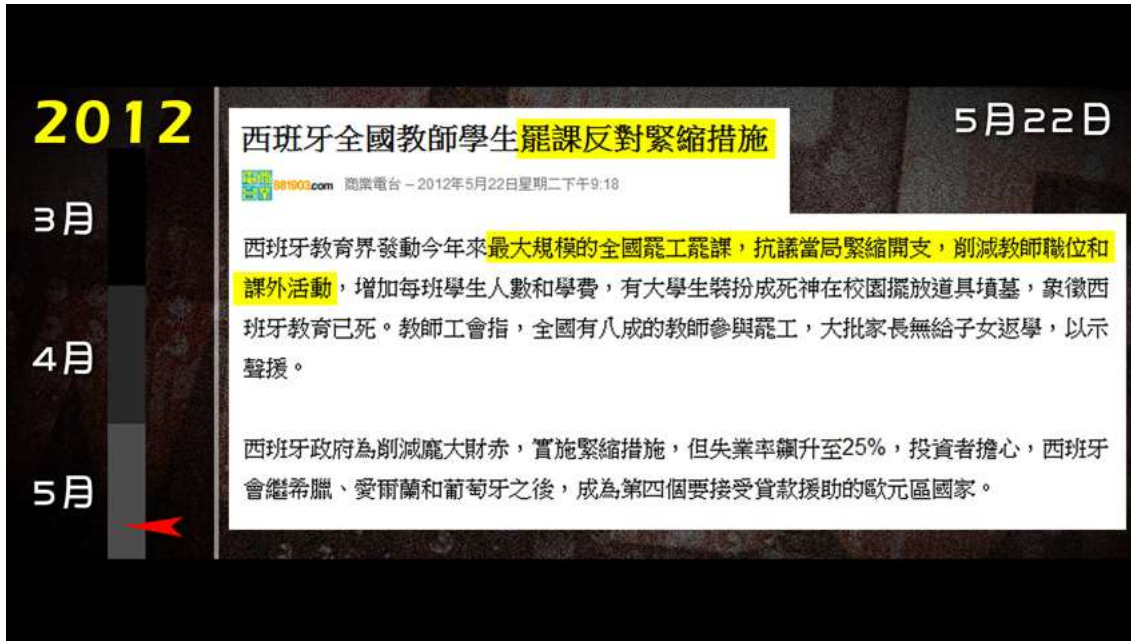 2012
3月
4月
5月
5月22日
西班牙全國教師學生罷課反對緊縮措施
881903.com 商業電台 – 2012年5月22日星期二下午9:18
西班牙教育界發動今年來最大規模的全國罷工罷課，抗議當局緊縮開支，削減教師職位和
課外活動，增加每班學生人數和學費，有大學生裝扮成死神在校園擺放道具墳墓，象徵西
班牙教育已死。教師工會指，全國有八成的教師參與罷工，大批家長無給子女返學，以示
聲援。
西班牙政府為削減龐大財赤，實施緊縮措施，但失業率飆升至25%，投資者擔心，西班牙
會繼希臘、愛爾蘭和葡萄牙之後，成為第四個要接受貸款援助的歐元區國家。